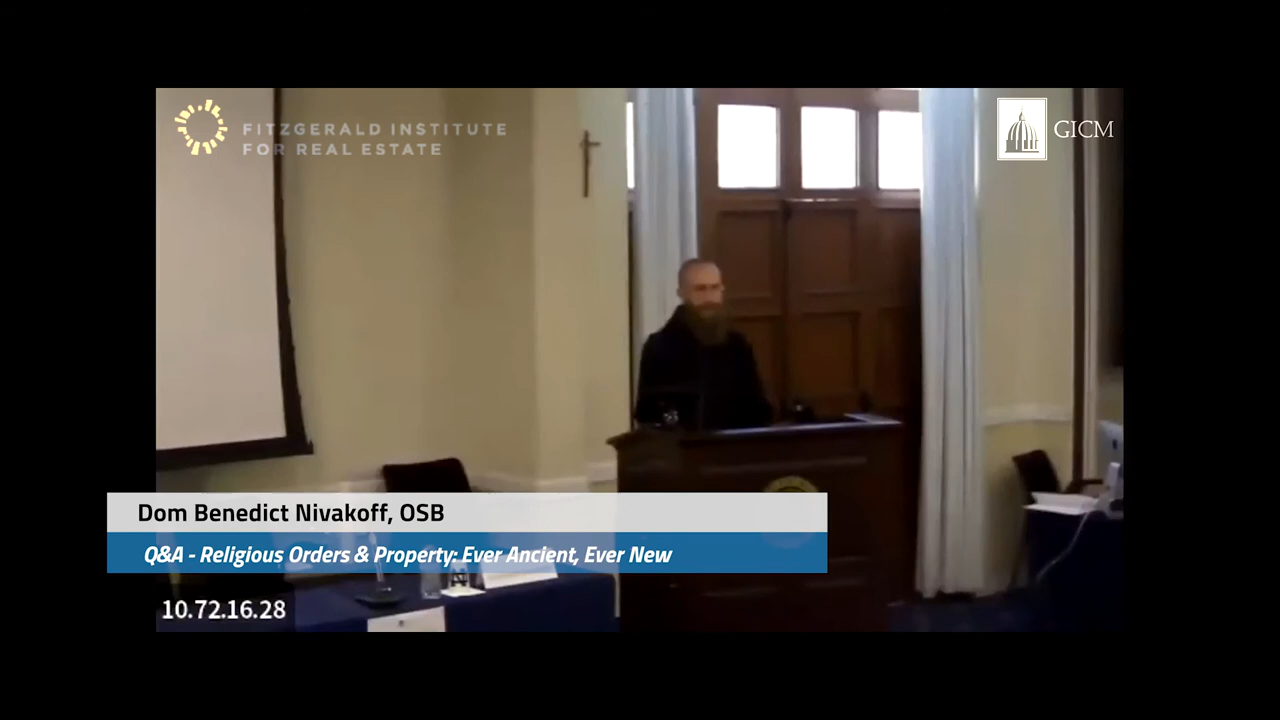 FITZGERALD INSTITUTE
FOR REAL ESTATE
GICM
Dom Benedict Nivakoff, OSB
Q&A - Religious Orders & Property: Ever Ancient, Ever New
10.72.16.28